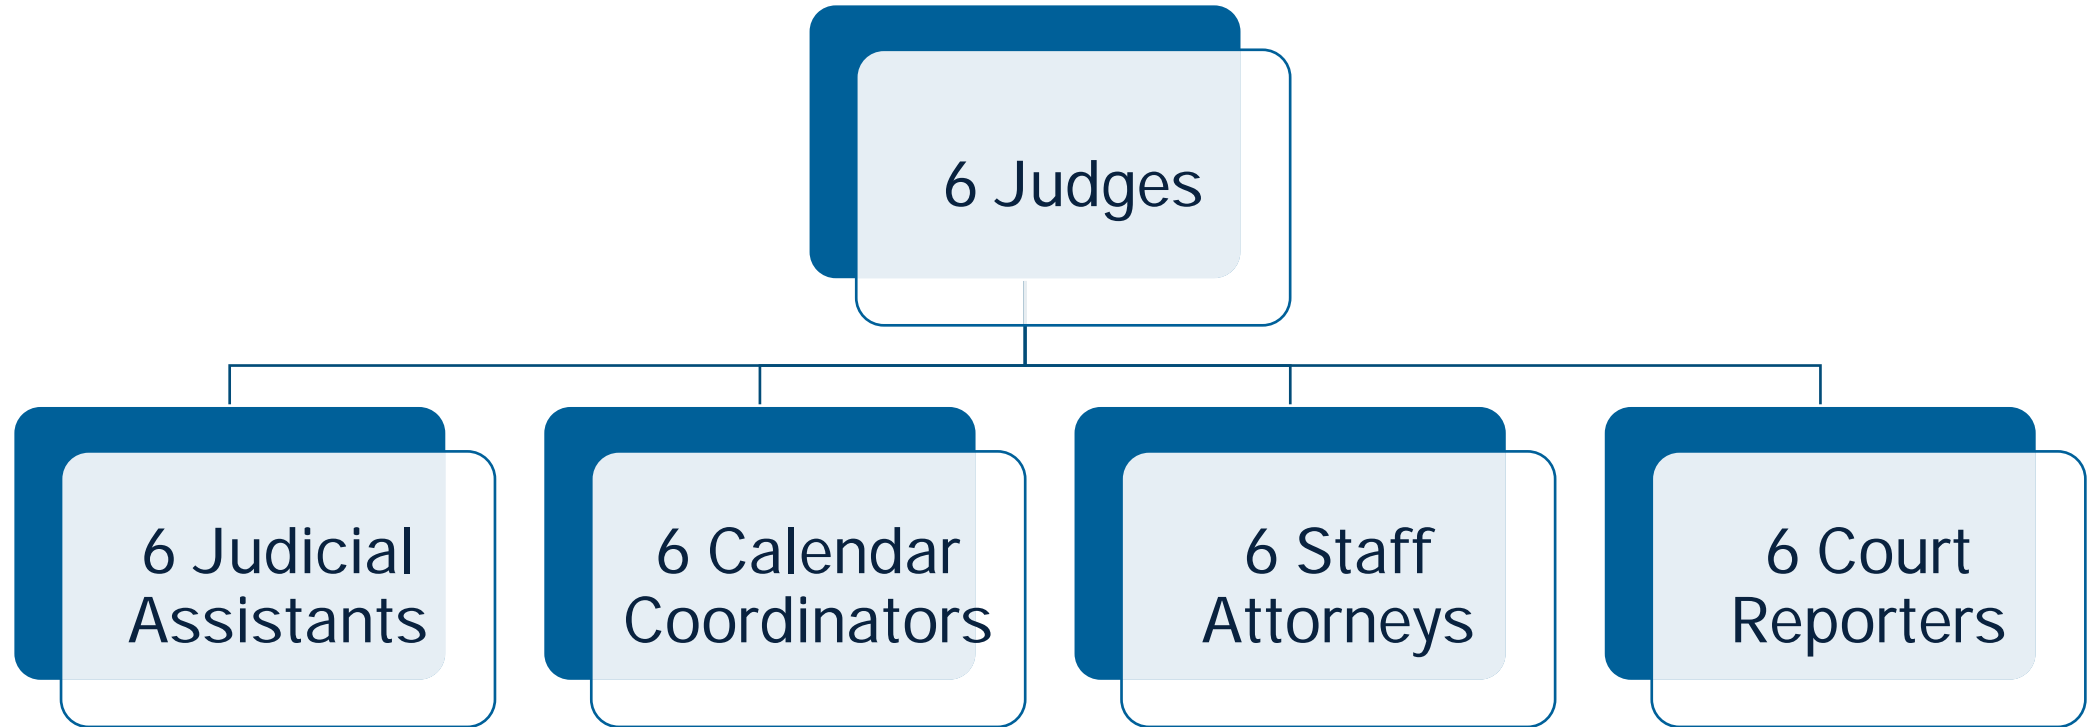 6 Judges
6 Judicial
Assistants
6 Calendar
Coordinators
6 Staff
Attorneys
6 Court
Reporters